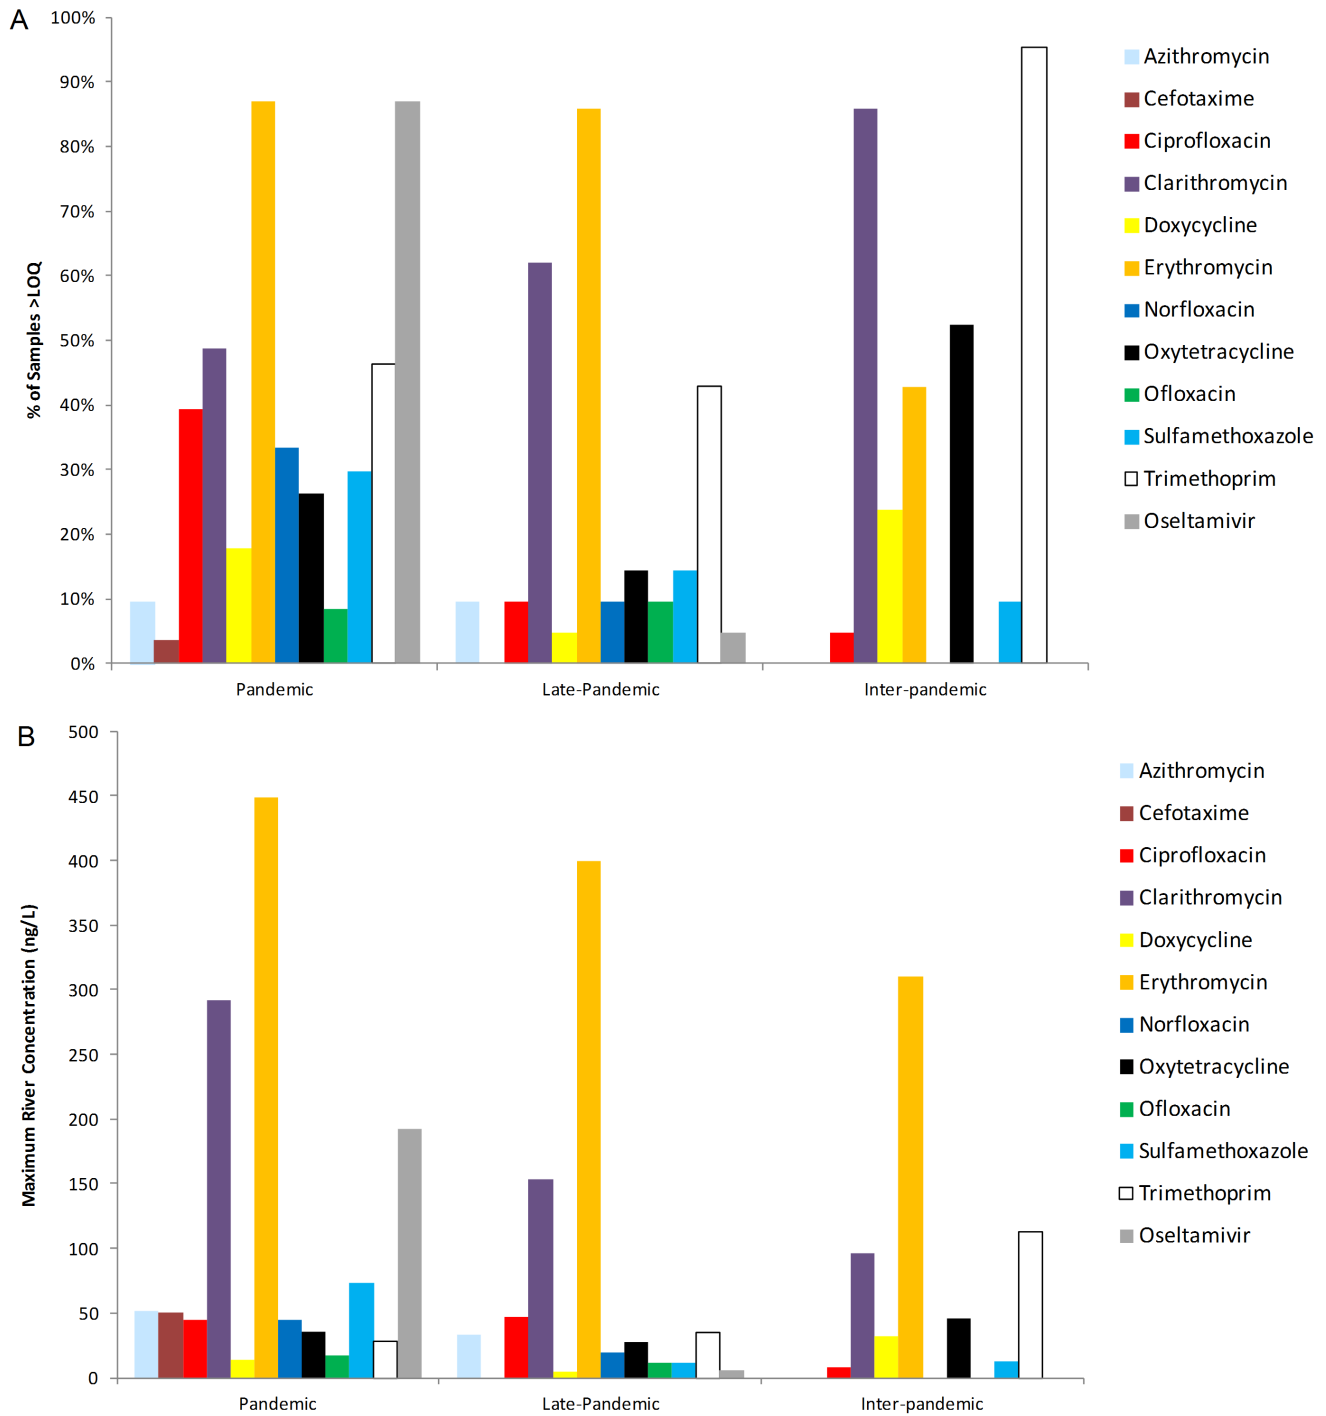 A
100%
90%
80%
70%
60%
50%
40%
30%
20%
10%
0%
% of Samples >LOQ
Pandemic
Late-Pandemic
Inter-pandemic
Azithromycin
Cefotaxime
Ciprofloxacin
Clarithromycin
Doxycycline
Erythromycin
Norfloxacin
Oxytetracycline
Ofloxacin
Sulfamethoxazole
Trimethoprim
Oseltamivir
B
500
450
400
350
300
250
200
150
100
50
0
Maximum River Concentration (ng/L)
Pandemic
Late-Pandemic
Inter-pandemic
Azithromycin
Cefotaxime
Ciprofloxacin
Clarithromycin
Doxycycline
Erythromycin
Norfloxacin
Oxytetracycline
Ofloxacin
Sulfamethoxazole
Trimethoprim
Oseltamivir